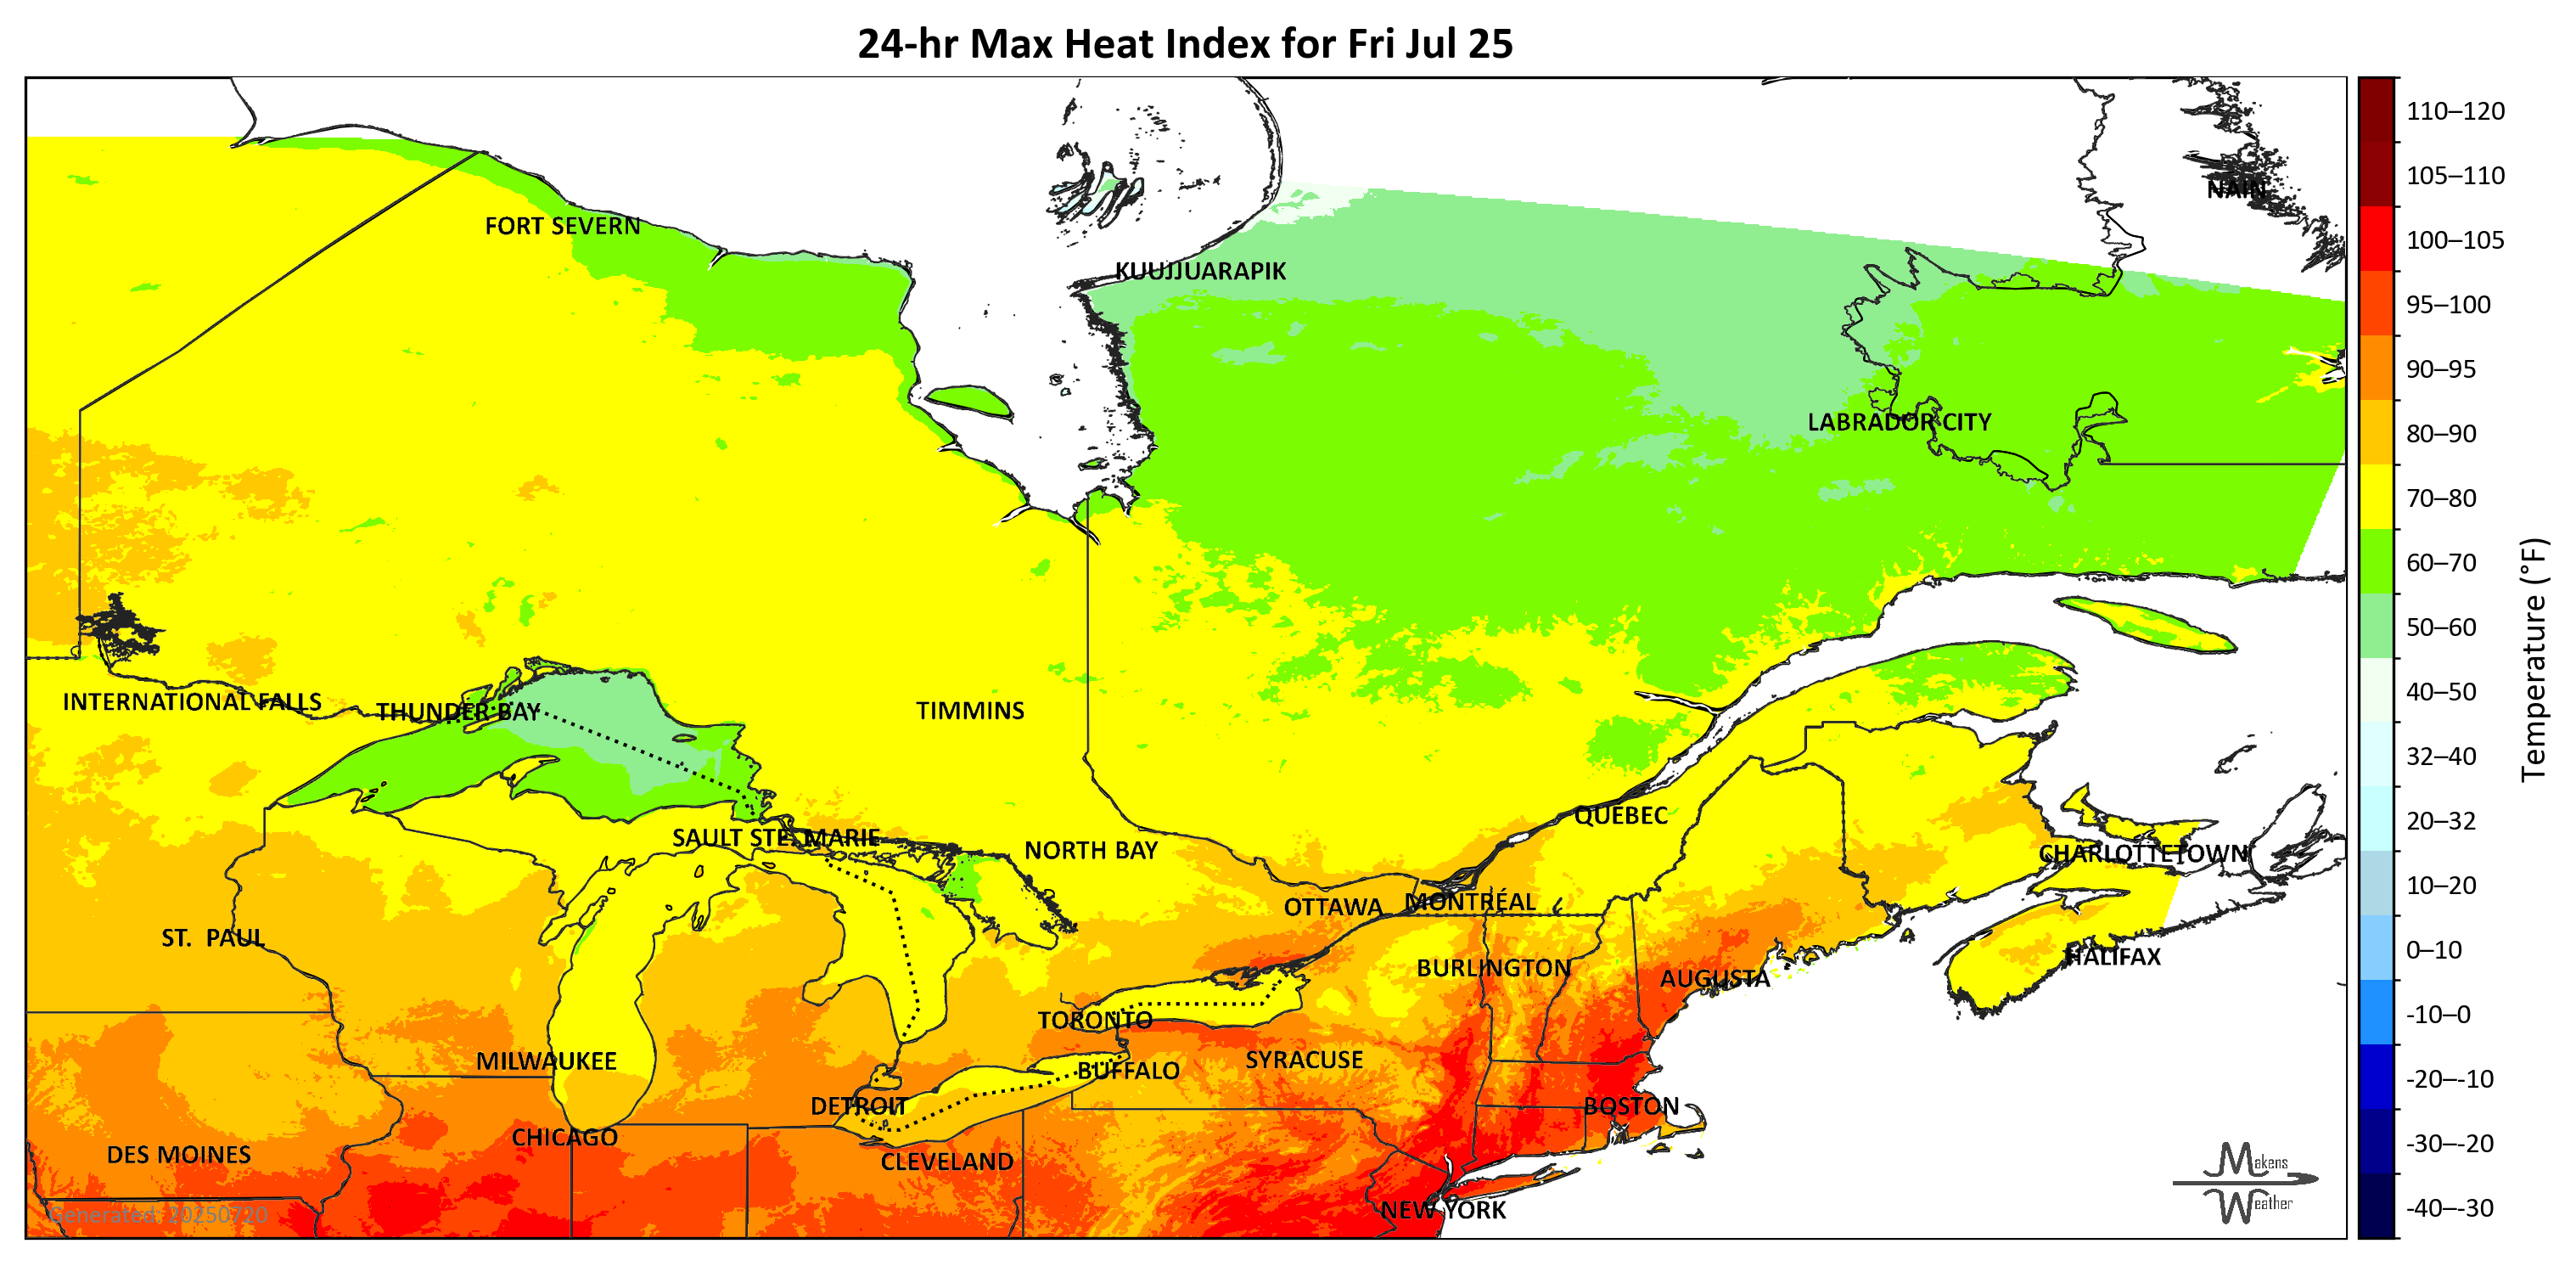 24-hr Max Heat Index for Fri Jul 25
110–120
105–110
100–105
95–100
90–95
80–90
70–80
60–70
50–60
40–50
32–40
20–32
10–20
0–10
-10–0
-20–-10
-30–-20
-40–-30
Temperature (°F)
NAIN
FORT SEVERN
KUUJJUARAPIK
LABRADOR CITY
INTERNATIONAL FALLS
THUNDER BAY
TIMMINS
QUEBEC
SAULT STE. MARIE
NORTH BAY
CHARLOTTETOWN
OTTAWA
MONTRÉAL
ST. PAUL
HALIFAX
BURLINGTON
AUGUSTA
TORONTO
MILWAUKEE
BUFFALO
SYRACUSE
DETROIT
BOSTON
CHICAGO
DES MOINES
CLEVELAND
NEW YORK
Generated: 20250720
Makens
Weather